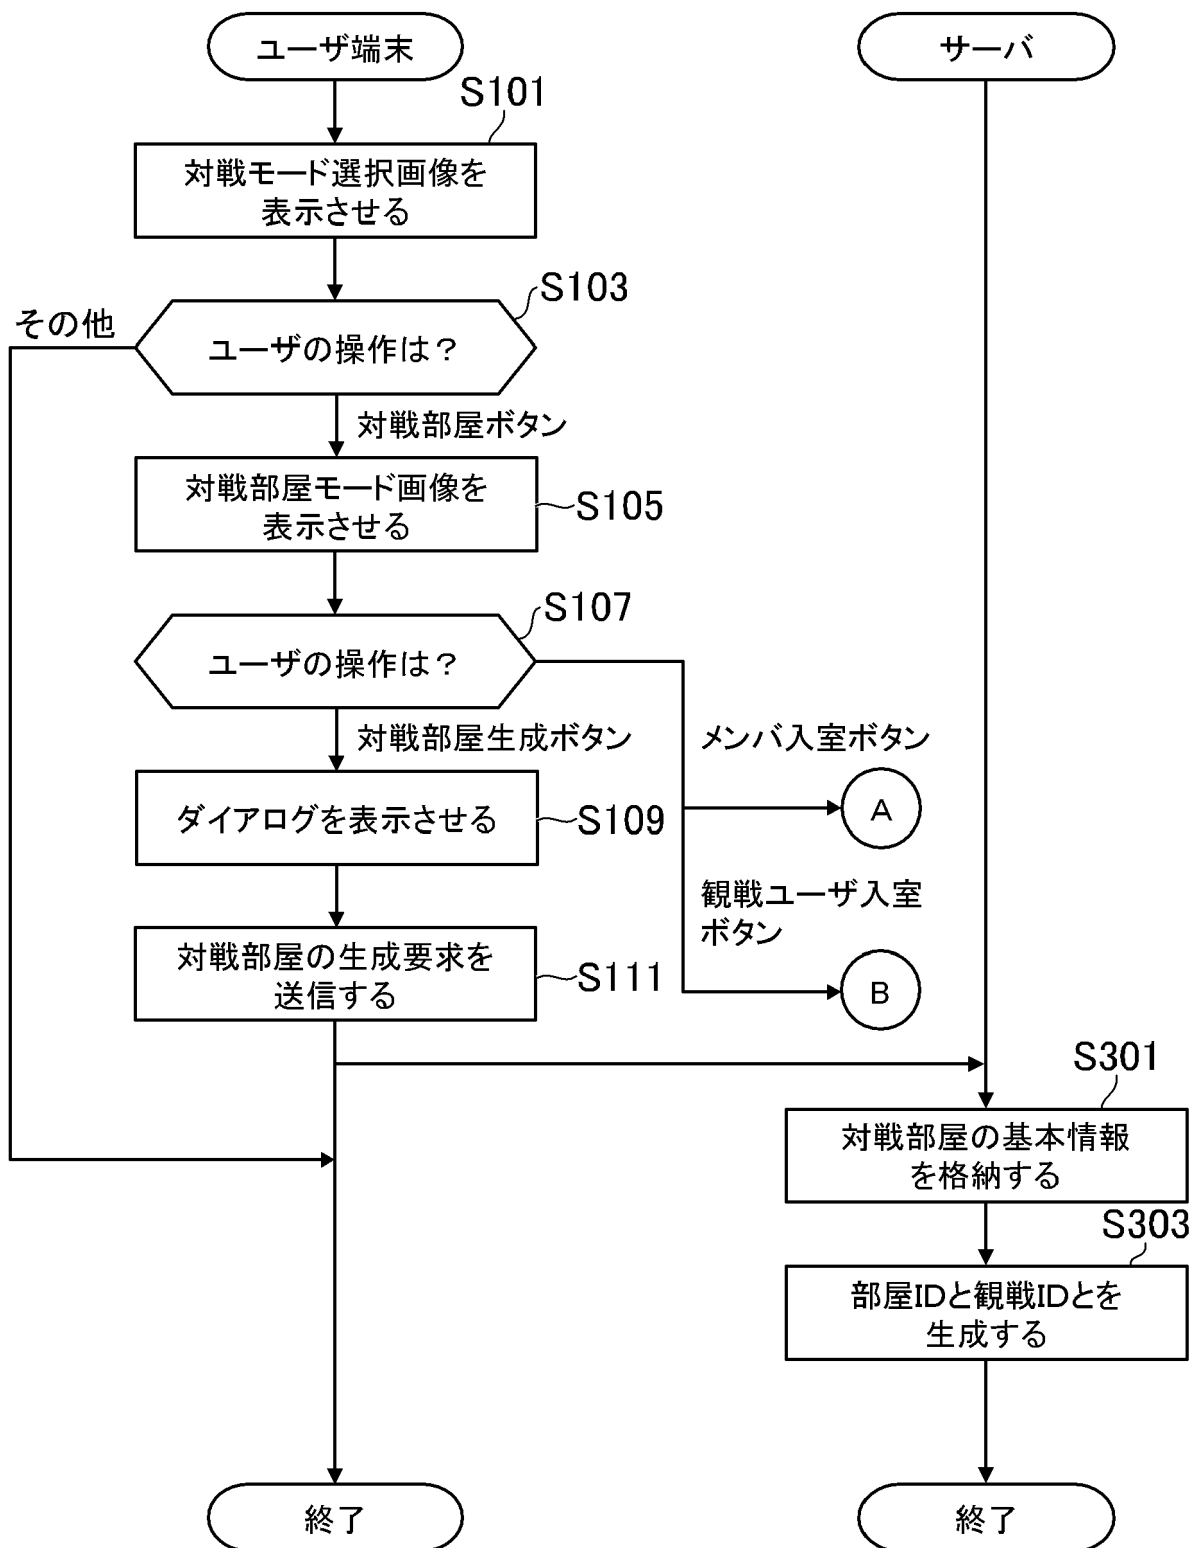 ユーザ端末
サーバ
S101
対戦モード選択画像を
表示させる
S103
その他
ユーザの操作は？
対戦部屋ボタン
対戦部屋モード画像を
表示させる
S105
S107
ユーザの操作は？
対戦部屋生成ボタン
メンバ入室ボタン
ダイアログを表示させる
S109
A
観戦ユーザ入室
ボタン
対戦部屋の生成要求を
送信する
S111
B
S301
対戦部屋の基本情報
を格納する
S303
部屋IDと観戦IDとを
生成する
終了
終了